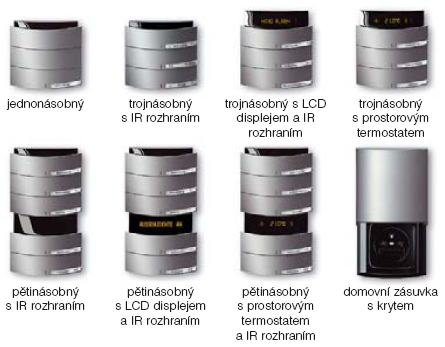 jednonásobný
trojnásobný
s IR rozhraním
trojnásobný s LCD
displejem a IR
rozhraním
trojnásobný
s prostorovým
termostatem
pětinásobný
s IR rozhraním
pětinásobný
s LCD displejem
a IR rozhraním
pětinásobný
s prostorovým
termostatem
a IR rozhraním
domovní zásuvka
s krytem